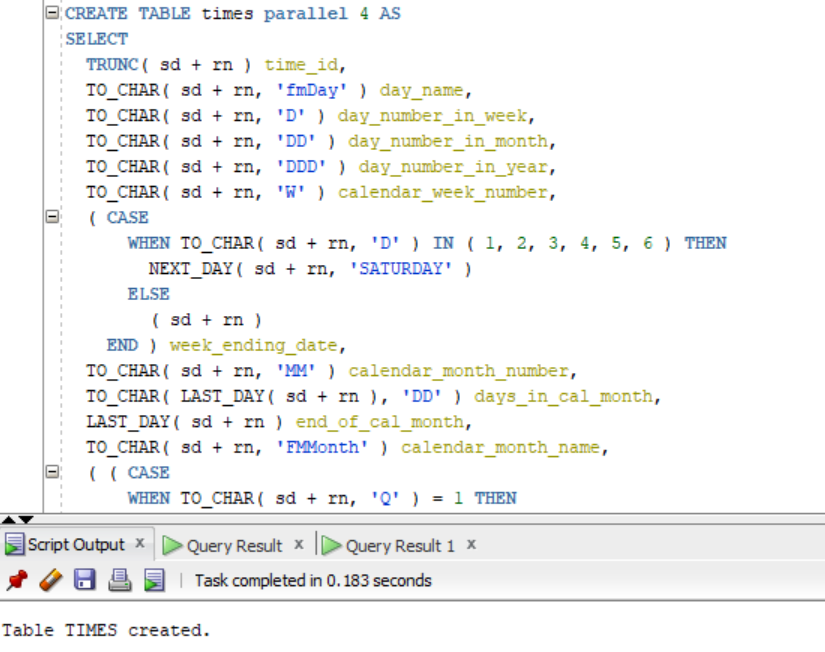 CREATE TABLE times parallel 4 AS
SELECT
TRUNC( sd + rn ) time_id,
TO_CHAR( sd + rn, 'fmDay' ) day_name,
TO_CHAR( sd + rn, 'D' ) day_number_in_week,
TO_CHAR( sd + rn, 'DD' ) day_number_in_month,
TO_CHAR( sd + rn, 'DDD' ) day_number_in_year,
TO_CHAR( sd + rn, 'W' ) calendar_week_number,
( CASE
WHEN TO_CHAR( sd + rn, 'D' ) IN ( 1, 2, 3, 4, 5, 6 ) THEN
NEXT_DAY( sd + rn, 'SATURDAY' )
ELSE
( sd + rn )
END ) week_ending_date,
TO_CHAR( sd + rn, 'MM' ) calendar_month_number,
TO_CHAR( LAST_DAY( sd + rn ), 'DD' ) days_in_cal_month,
LAST_DAY( sd + rn ) end_of_cal_month,
TO_CHAR( sd + rn, 'FMMonth' ) calendar_month_name,
( ( CASE
WHEN TO_CHAR( sd + rn, 'Q' ) = 1 THEN
Script Output x Query Result x Query Result 1 x
Task completed in 0.183 seconds
Table TIMES created.